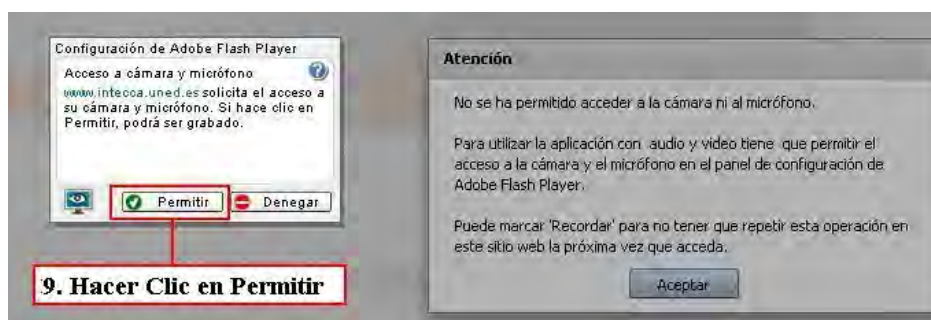 Configuración de Adobe Flash Player
Acceso a cámara y micrófono
www.intecca.uned.es solicita el acceso a
su cámara y micrófono. Si hace clic en
Permitir, podrá ser grabado.
Permitir
Denegar
9. Hacer Clic en Permitir
Atención
No se ha permitido acceder a la cámara ni al micrófono.
Para utilizar la aplicación con audio y video tiene que permitir el
acceso a la cámara y el micrófono en el panel de configuración de
Adobe Flash Player.
Puede marcar 'Recordar' para no tener que repetir esta operación en
este sitio web la próxima vez que acceda.
Aceptar